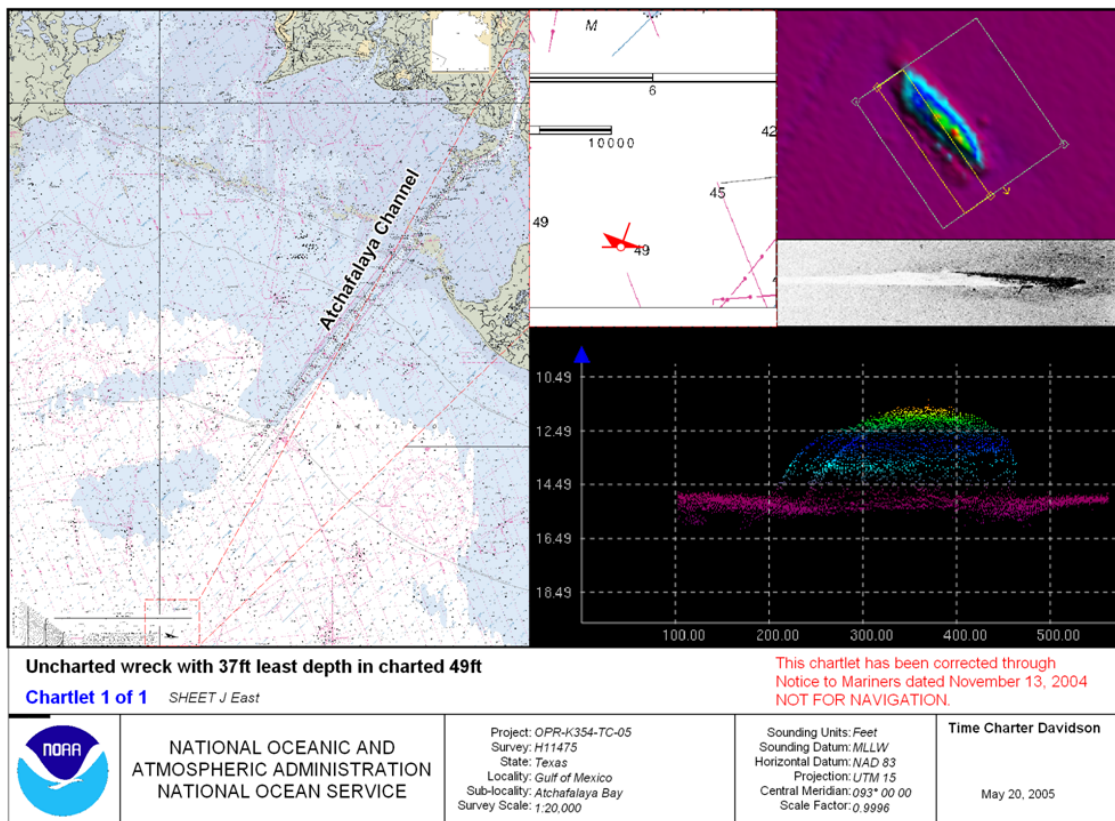 Atchafalaya Channel
M
6
10000
42
45
49
49
10.49
12.49
14.49
16.49
18.49
100.00
200.00
300.00
400.00
500.00
Uncharted wreck with 37ft least depth in charted 49ft
Chartlet 1 of 1 SHEET J East
This chartlet has been corrected through
Notice to Mariners dated November 13, 2004
NOT FOR NAVIGATION.
NOAA
NATIONAL OCEANIC AND
ATMOSPHERIC ADMINISTRATION
NATIONAL OCEAN SERVICE
Project: OPR-K354-TC-05
Survey: H11475
State: Texas
Locality: Gulf of Mexico
Sub-locality: Atchafalaya Bay
Survey Scale: 1:20,000
Sounding Units: Feet
Sounding Datum: MLLW
Horizontal Datum: NAD 83
Projection: UTM 15
Central Meridian: 093° 00 00
Scale Factor: 0.9996
Time Charter Davidson
May 20, 2005